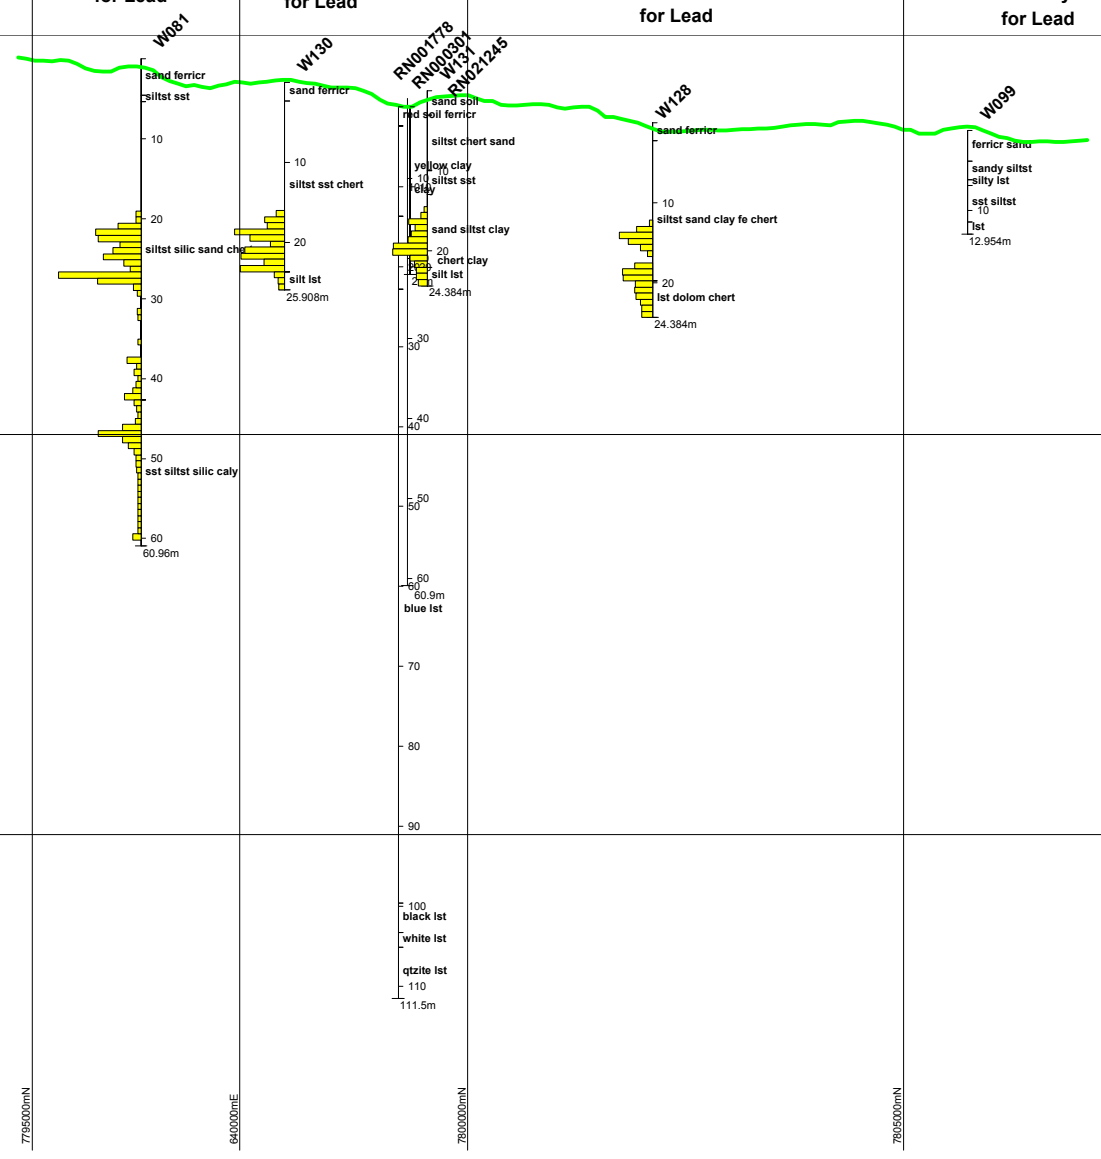 for Lead
for Lead
for Lead
for Lead
W081
W130
RN001778
RN000301
W131
RN021245
W128
W099
sand ferricr
siltst sst
10
20
siltst silic sand che
30
40
50
sst siltst silic caly
60
60.96m
sand ferricr
10
siltst sst chert
20
silt lst
25.908m
sand soil
red soil ferricr
siltst chert sand
yellow clay
10
10
siltst sst
clay
sand siltst clay
20
chert clay
silt lst
24.384m
30
30
40
40
50
50
60
60
60.9m
blue lst
70
80
90
100
black lst
white lst
qtzite lst
110
111.5m
sand ferricr
10
siltst sand clay fe chert
20
lst dolom chert
24.384m
ferricr sand
sandy siltst
silty lst
sst siltst
10
lst
12.954m
7795000mN
640000mE
7800000mN
7805000mN